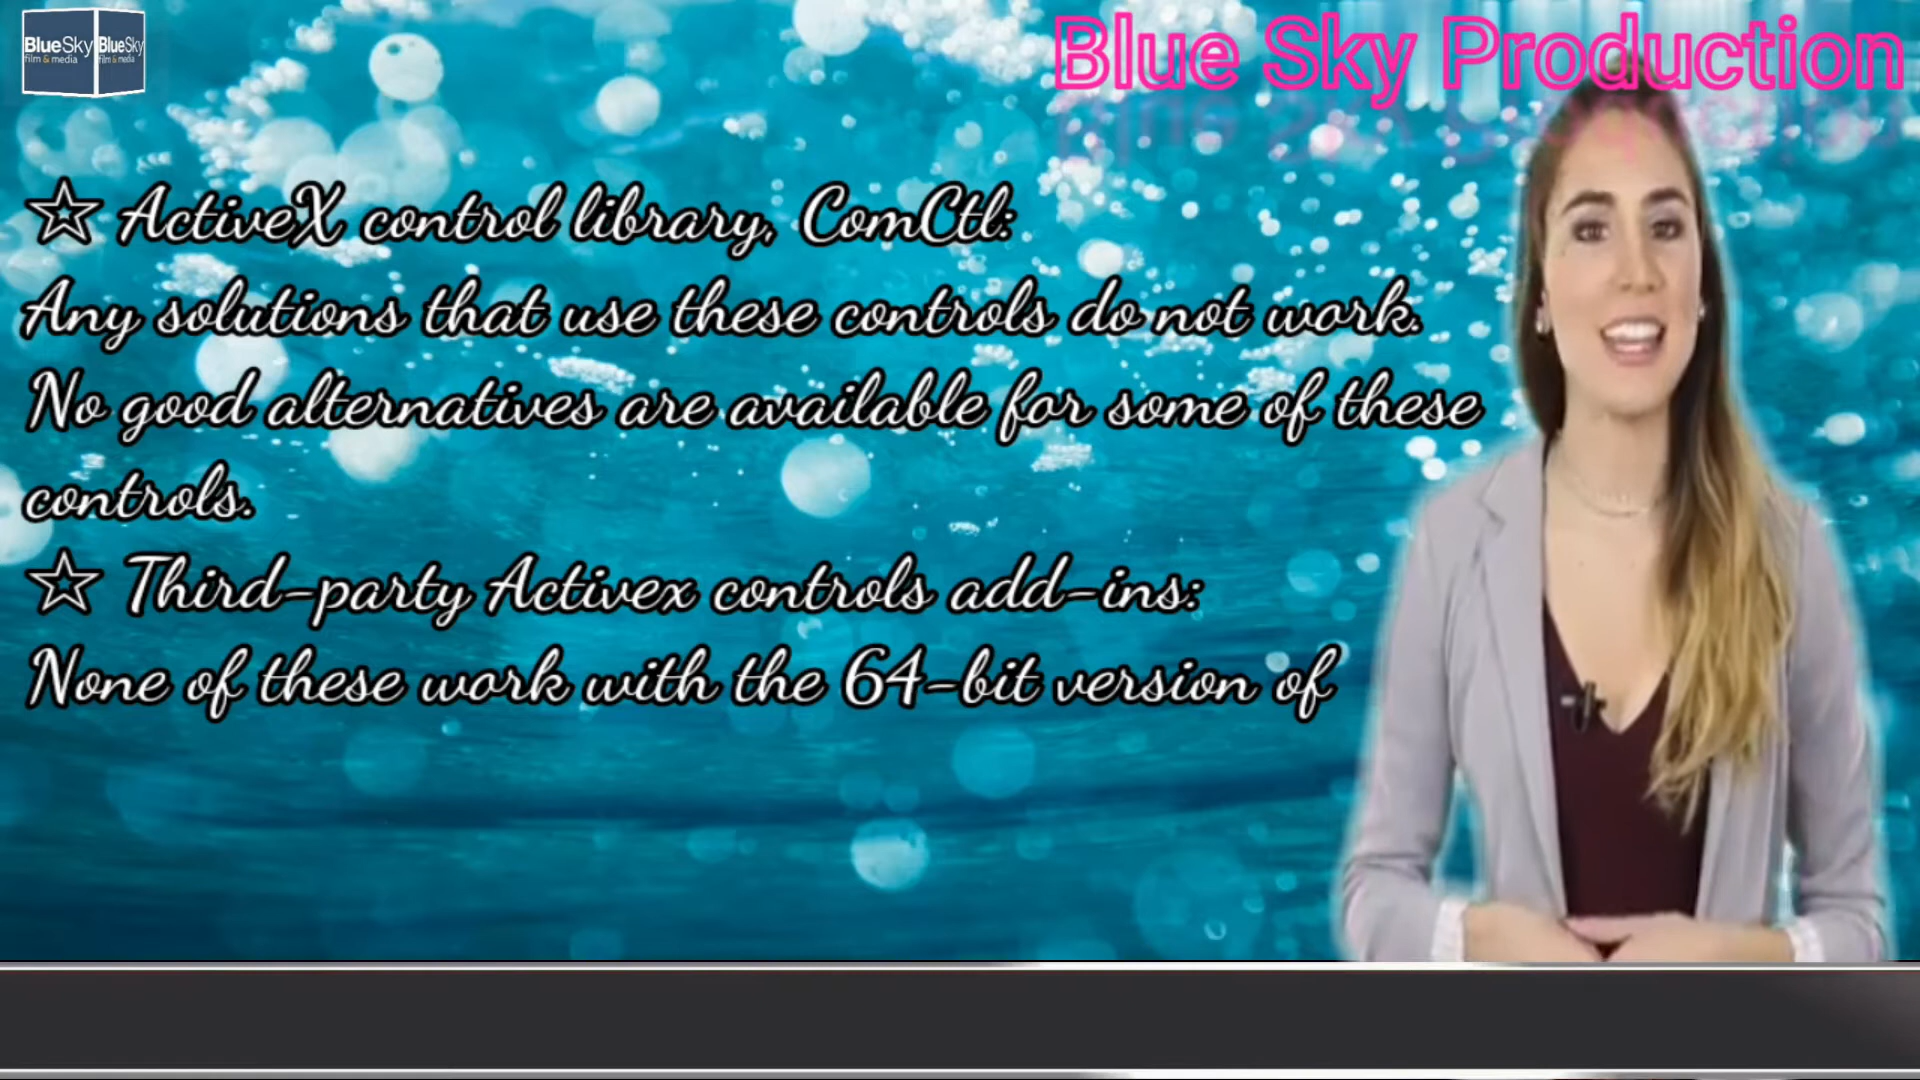 BlueSky BlueSky
film & media film & media
Blue Sky Production
☆ ActiveX control library, ComCtl:
Any solutions that use these controls do not work.
No good alternatives are available for some of these
controls.
☆ Third-party Activex controls add-ins:
None of these work with the 64-bit version of